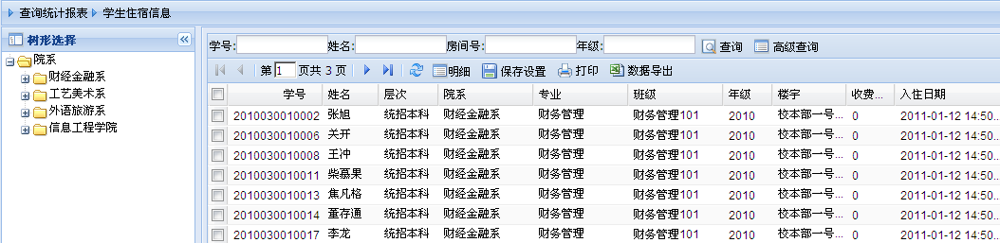 查询统计报表 学生住宿信息
树形选择
院系
财经金融系
工艺美术系
外语旅游系
信息工程学院
学号: 姓名: 房间号: 年级: 查询 高级查询
第 1 页共 3 页 明细 保存设置 打印 数据导出
学号 姓名 层次 院系 专业 班级 年级 楼宇 收费... 入住日期
2010030010002 张旭 统招本科 财经金融系 财务管理 财务管理101 2010 校本部一号... 0 2011-01-12 14:50...
2010030010006 关开 统招本科 财经金融系 财务管理 财务管理101 2010 校本部一号... 0 2011-01-12 14:50...
2010030010008 王冲 统招本科 财经金融系 财务管理 财务管理101 2010 校本部一号... 0 2011-01-12 14:50...
2010030010011 柴慕果 统招本科 财经金融系 财务管理 财务管理101 2010 校本部一号... 0 2011-01-12 14:50...
2010030010013 焦凡格 统招本科 财经金融系 财务管理 财务管理101 2010 校本部一号... 0 2011-01-12 14:50...
2010030010014 董存通 统招本科 财经金融系 财务管理 财务管理101 2010 校本部一号... 0 2011-01-12 14:50...
2010030010017 李龙 统招本科 财经金融系 财务管理 财务管理101 2010 校本部一号... 0 2011-01-12 14:50...